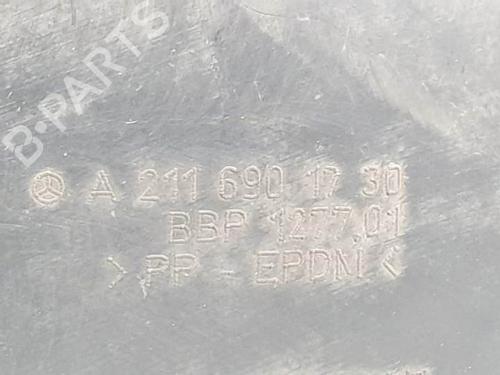 B-PARTS
A 211 690 17 30
BBP 1277.01
>PP - EPDM<